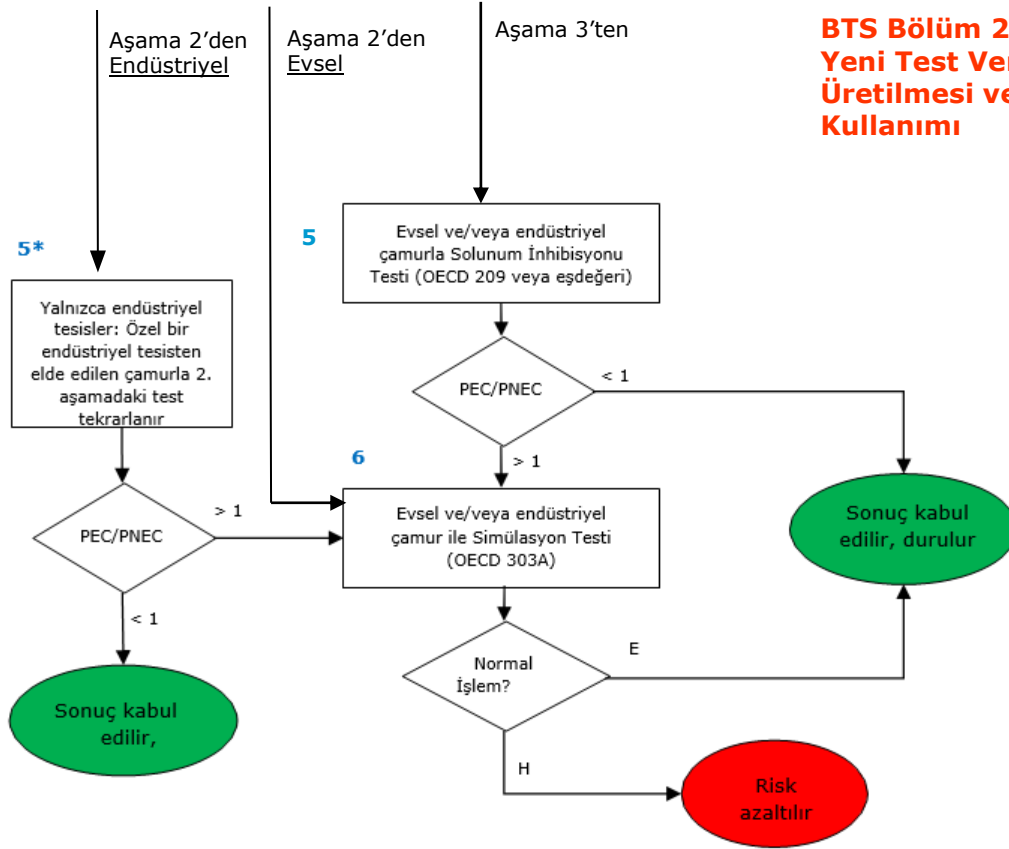 Aşama 2’den
Endüstriyel
Aşama 2’den
Evsel
Aşama 3’ten
BTS Bölüm 2
Yeni Test Ver
Üretilmesi ve
Kullanımı
5*
Yalnızca endüstriyel
tesisler: Özel bir
endüstriyel tesisten
elde edilen çamurla 2.
aşamadaki test
tekrarlanır
5
Evsel ve/veya endüstriyel
çamurla Solunum İnhibisyonu
Testi (OECD 209 veya eşdeğeri)
PEC/PNEC
< 1
> 1
6
Evsel ve/veya endüstriyel
çamur ile Simülasyon Testi
(OECD 303A)
PEC/PNEC
> 1
< 1
Sonuç kabul
edilir,
Normal
İşlem?
E
H
Sonuç kabul
edilir, durulur
Risk
azaltılır